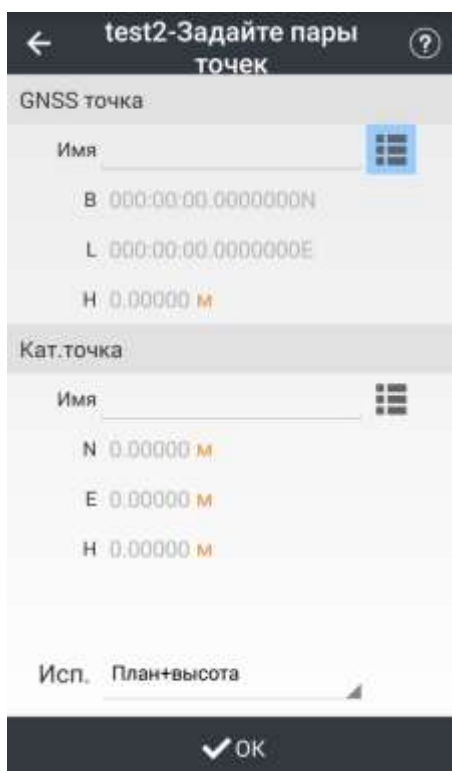 test2-Задайте пары
точек
?
GNSS точка
Имя
B 000:00:00.0000000N
L 000:00:00.0000000E
H 0.00000 м
Кат.точка
Имя
N 0.00000 м
E 0.00000 м
H 0.00000 м
Исп. План+высота
ОК